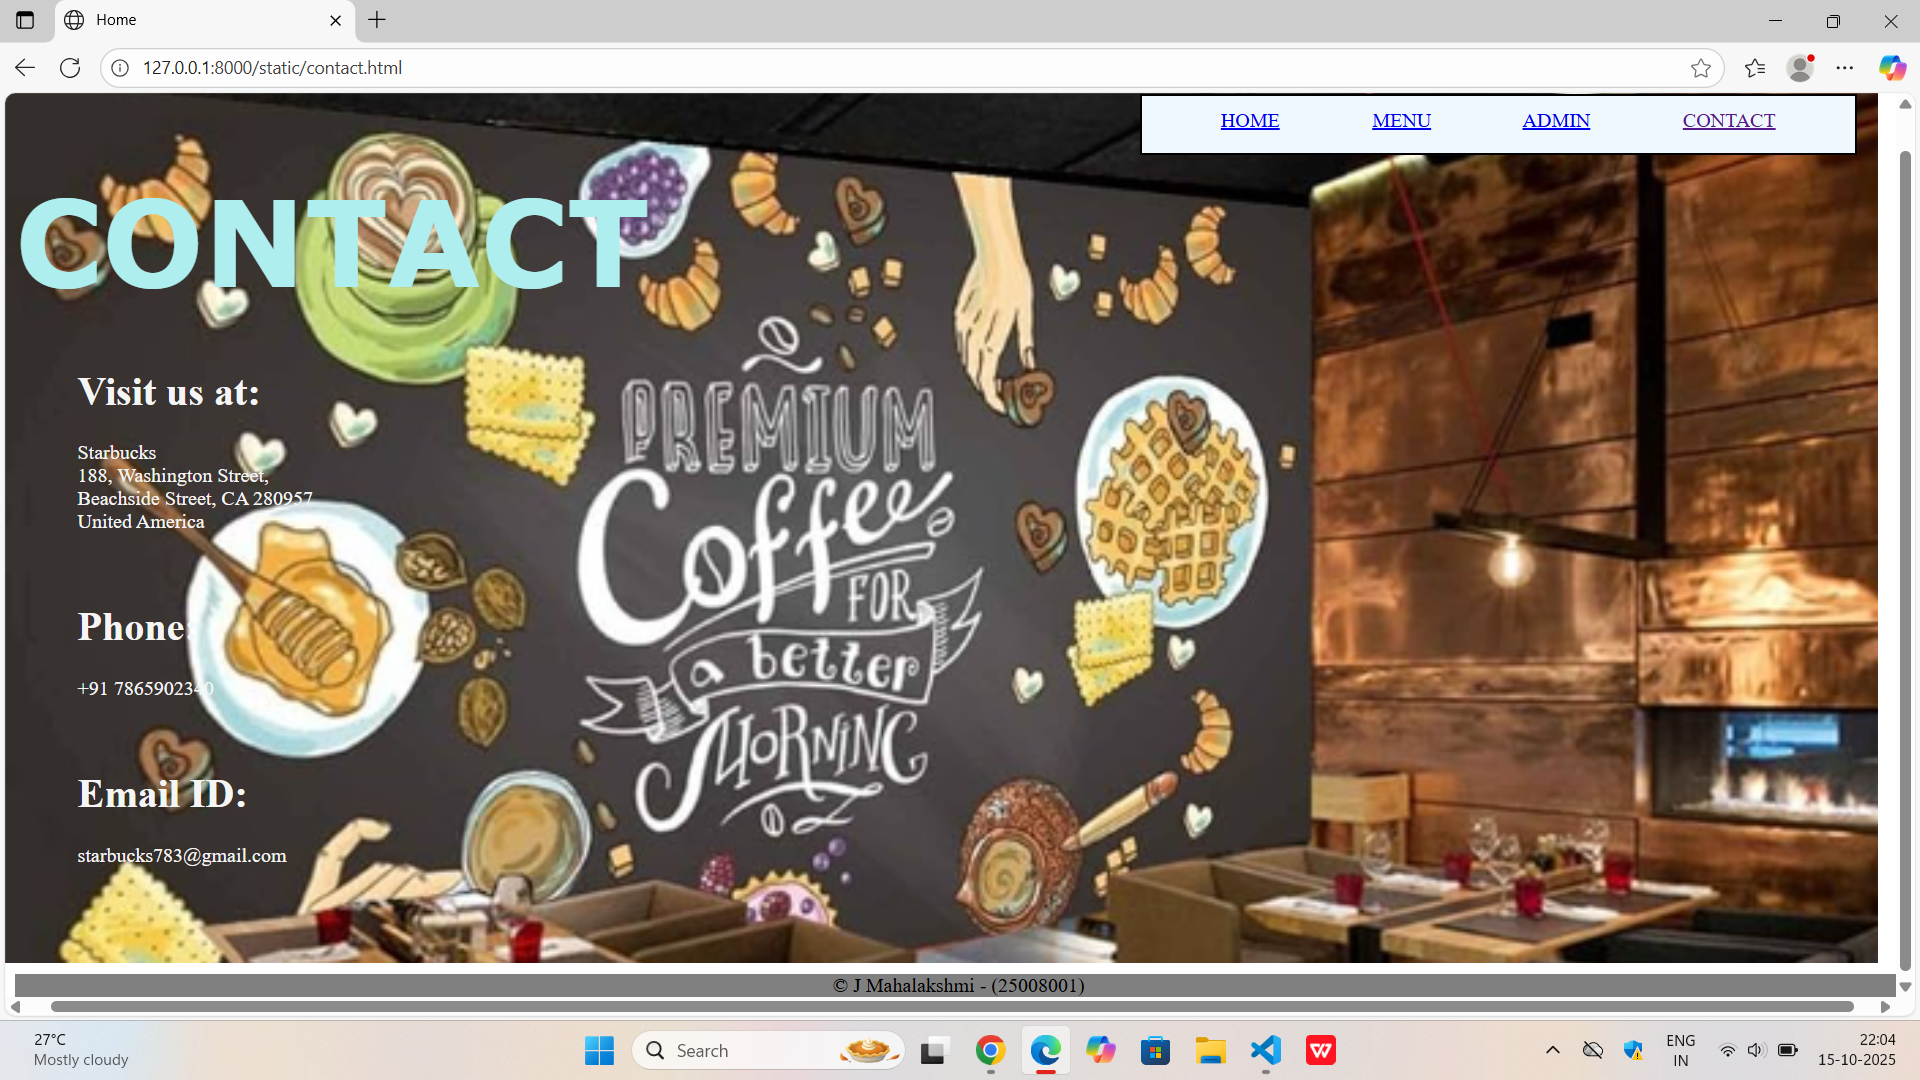 Home
127.0.0.1:8000/static/contact.html
HOME MENU ADMIN CONTACT
CONTACT
Visit us at:
Starbucks
188, Washington Street,
Beachside Street, CA 280957
United America
Phone:
+91 7865902340
Email ID:
starbucks783@gmail.com
PREMIUM
Coffee
FOR
a better
MORNING
© J Mahalakshmi - (25008001)
27°C
Mostly cloudy
Search
W
ENG
IN
22:04
15-10-2025